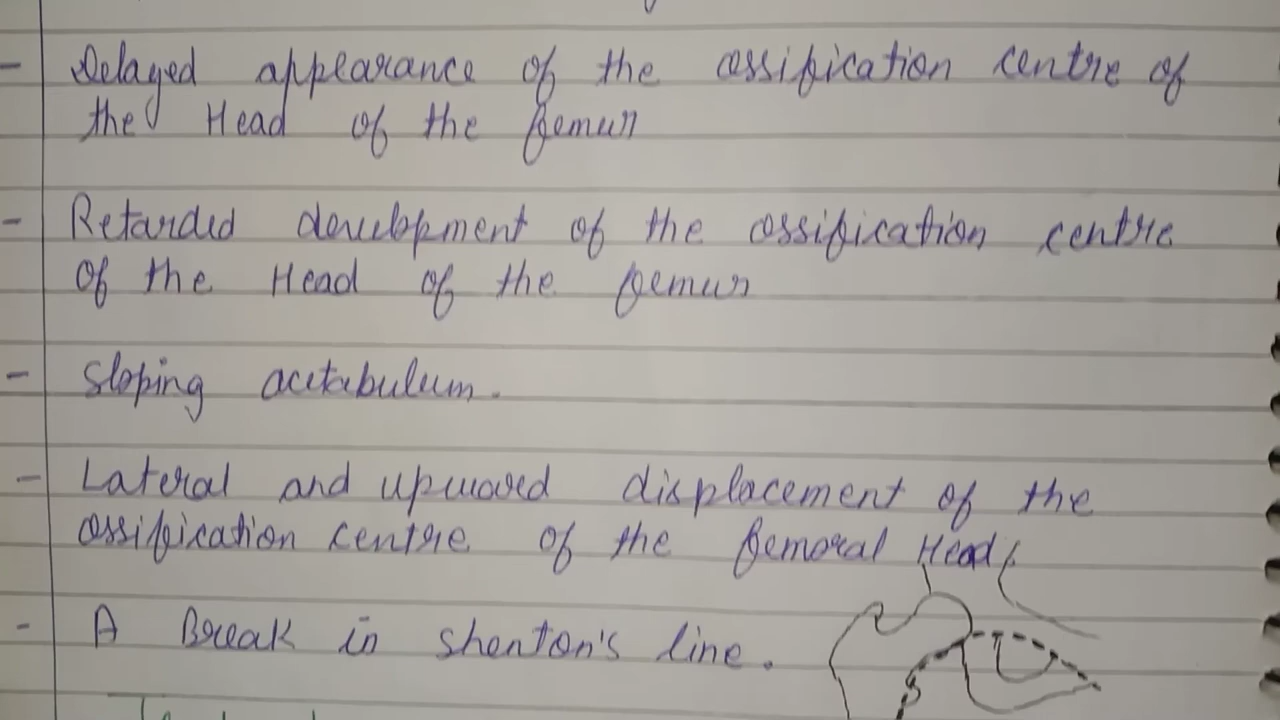 - Delayed appearance of the ossification centre of
the Head of the femur
- Retarded development of the ossification centre
of the Head of the femur
- Sloping acetabulum.
- Lateral and upward displacement of the
ossification centre of the femoral Head
- A Break in shenton's line.